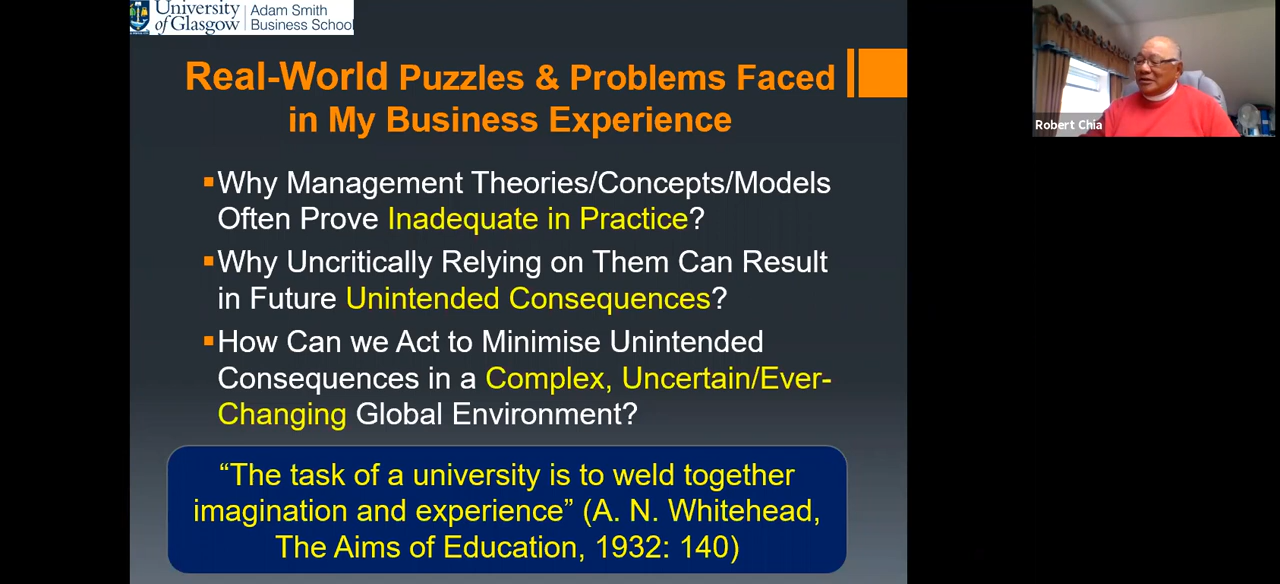 University of Glasgow
Adam Smith
Business School
Real-World Puzzles & Problems Faced
in My Business Experience
Why Management Theories/Concepts/Models
Often Prove Inadequate in Practice?
Why Uncritically Relying on Them Can Result
in Future Unintended Consequences?
How Can we Act to Minimise Unintended
Consequences in a Complex, Uncertain/Ever-
Changing Global Environment?
“The task of a university is to weld together
imagination and experience” (A. N. Whitehead,
The Aims of Education, 1932: 140)
Robert Chia